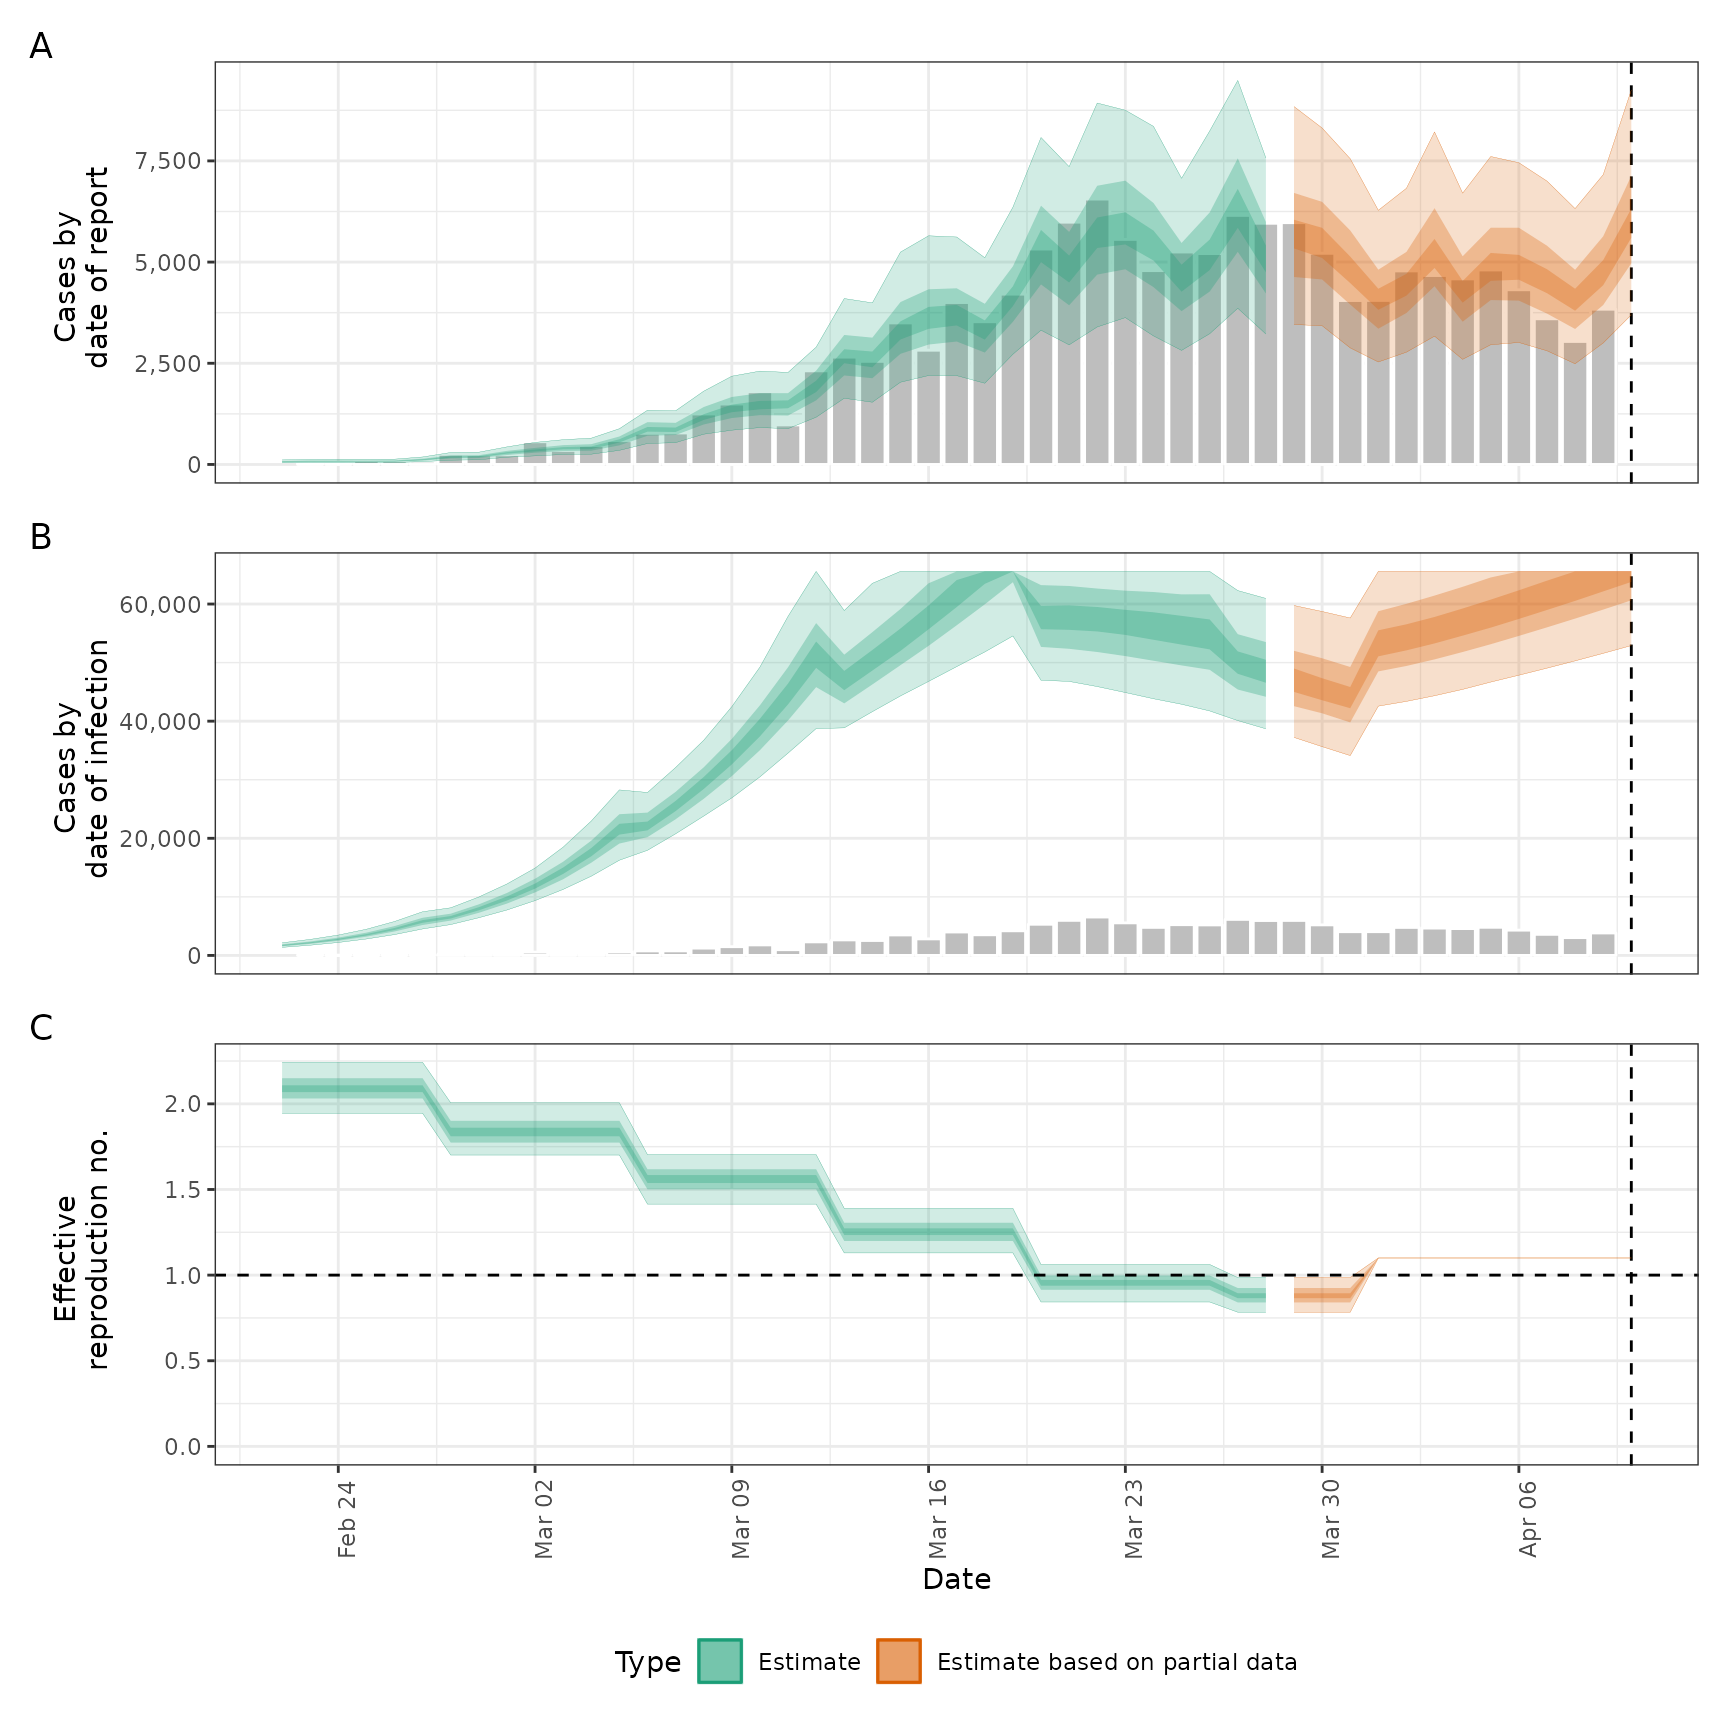 A
Cases by
date of report
7,500
5,000
2,500
0
B
Cases by
date of infection
60,000
40,000
20,000
0
C
Effective
reproduction no.
2.0
1.5
1.0
0.5
0.0
Feb 24
Mar 02
Mar 09
Mar 16
Mar 23
Mar 30
Apr 06
Date
Type
Estimate
Estimate based on partial data